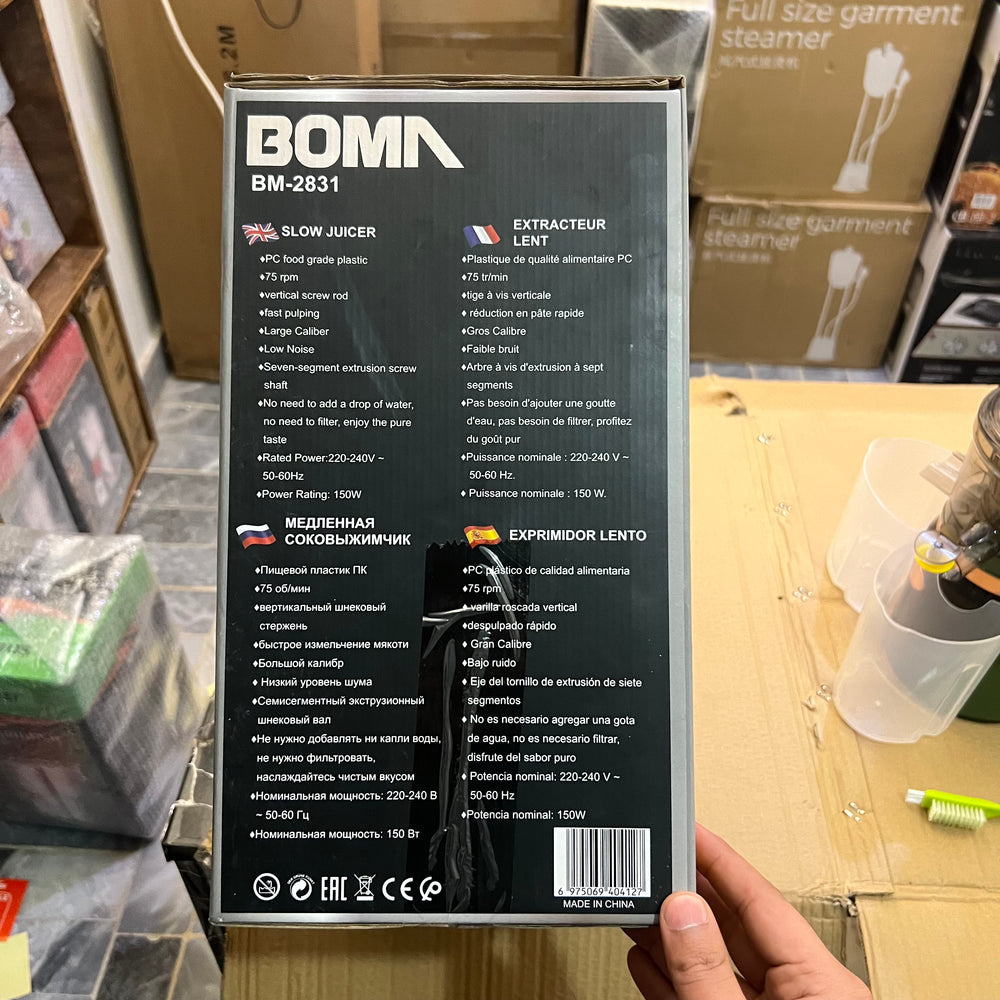 BOMA
BM-2831
SLOW JUICER
♦PC food grade plastic
♦75 rpm
♦vertical screw rod
♦fast pulping
♦Large Caliber
♦Low Noise
♦Seven-segment extrusion screw
shaft
♦No need to add a drop of water,
no need to filter, enjoy the pure
taste
♦Rated Power:220-240V ~
50-60Hz
♦Power Rating: 150W
EXTRACTEUR
LENT
♦Plastique de qualité alimentaire PC
♦75 tr/min
♦tige à vis verticale
♦ réduction en pâte rapide
♦Gros Calibre
♦Faible bruit
♦Arbre à vis d'extrusion à sept
segments
♦Pas besoin d'ajouter une goutte
d'eau, pas besoin de filtrer, profitez
du goût pur
♦Puissance nominale : 220-240 V ~
50-60 Hz.
♦ Puissance nominale : 150 W.
МЕДЛЕННАЯ
СОКОВЫЖИМЧИК
♦Пищевой пластик ПК
♦75 об/мин
♦вертикальный шнековый
стержень
♦быстрое измельчение мякоти
♦Большой калибр
♦ Низкий уровень шума
♦Семисегментный экструзионный
шнековый вал
♦Не нужно добавлять ни капли воды,
не нужно фильтровать,
наслаждайтесь чистым вкусом
♦Номинальная мощность: 220-240 В
~ 50-60 Гц
♦Номинальная мощность: 150 Вт
EXPRIMIDOR LENTO
♦PC plástico de calidad alimentaria
♦75 rpm
♦varilla roscada vertical
♦despulpado rápido
♦ Gran Calibre
♦Bajo ruido
♦ Eje del tornillo de extrusión de siete
segmentos
♦ No es necesario agregar una gota
de agua, no es necesario filtrar,
disfrute del sabor puro
♦ Potencia nominal: 220-240 V ~
50-60 Hz
♦Potencia nominal: 150W
EAC CE
6 975069 404127
MADE IN CHINA
Full size garment
steamer
Full size garment
steamer
.2M